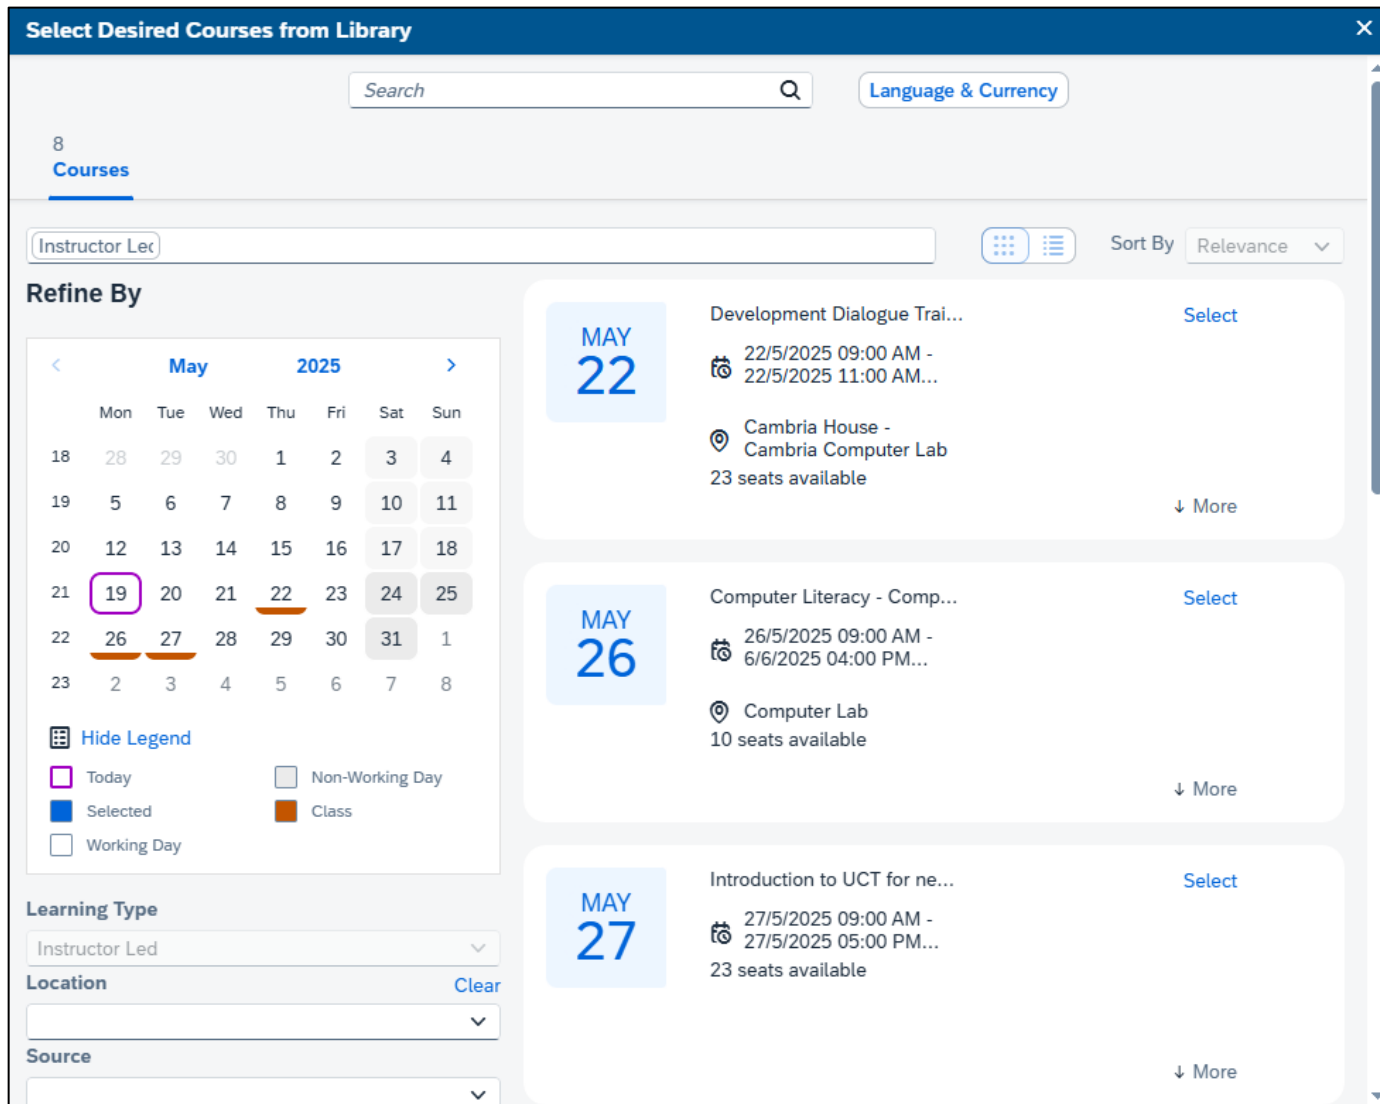 Select Desired Courses from Library
Search
Language & Currency
8
Courses
Instructor Led
Sort By
Relevance
Refine By
May 2025
Mon Tue Wed Thu Fri Sat Sun
18 28 29 30 1 2 3 4
19 5 6 7 8 9 10 11
20 12 13 14 15 16 17 18
21 19 20 21 22 23 24 25
22 26 27 28 29 30 31 1
23 2 3 4 5 6 7 8
Hide Legend
Today
Non-Working Day
Selected
Class
Working Day
Learning Type
Instructor Led
Location
Clear
Source
MAY
22
Development Dialogue Trai...
Select
22/5/2025 09:00 AM -
22/5/2025 11:00 AM...
Cambria House -
Cambria Computer Lab
23 seats available
More
MAY
26
Computer Literacy - Comp...
Select
26/5/2025 09:00 AM -
6/6/2025 04:00 PM...
Computer Lab
10 seats available
More
MAY
27
Introduction to UCT for ne...
Select
27/5/2025 09:00 AM -
27/5/2025 05:00 PM...
23 seats available
More